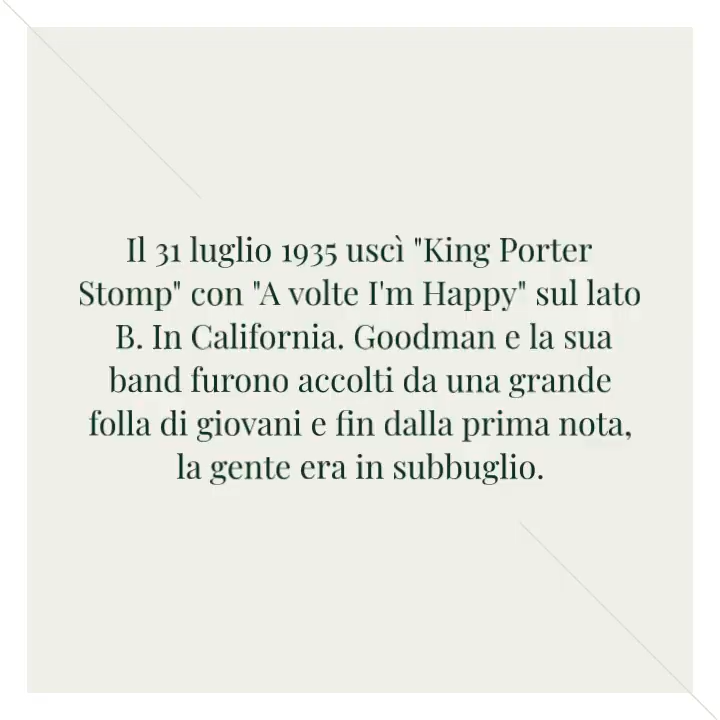 Il 31 luglio 1935 uscì "King Porter
Stomp" con "A volte I'm Happy" sul lato
B. In California. Goodman e la sua
band furono accolti da una grande
folla di giovani e fin dalla prima nota,
la gente era in subbuglio.